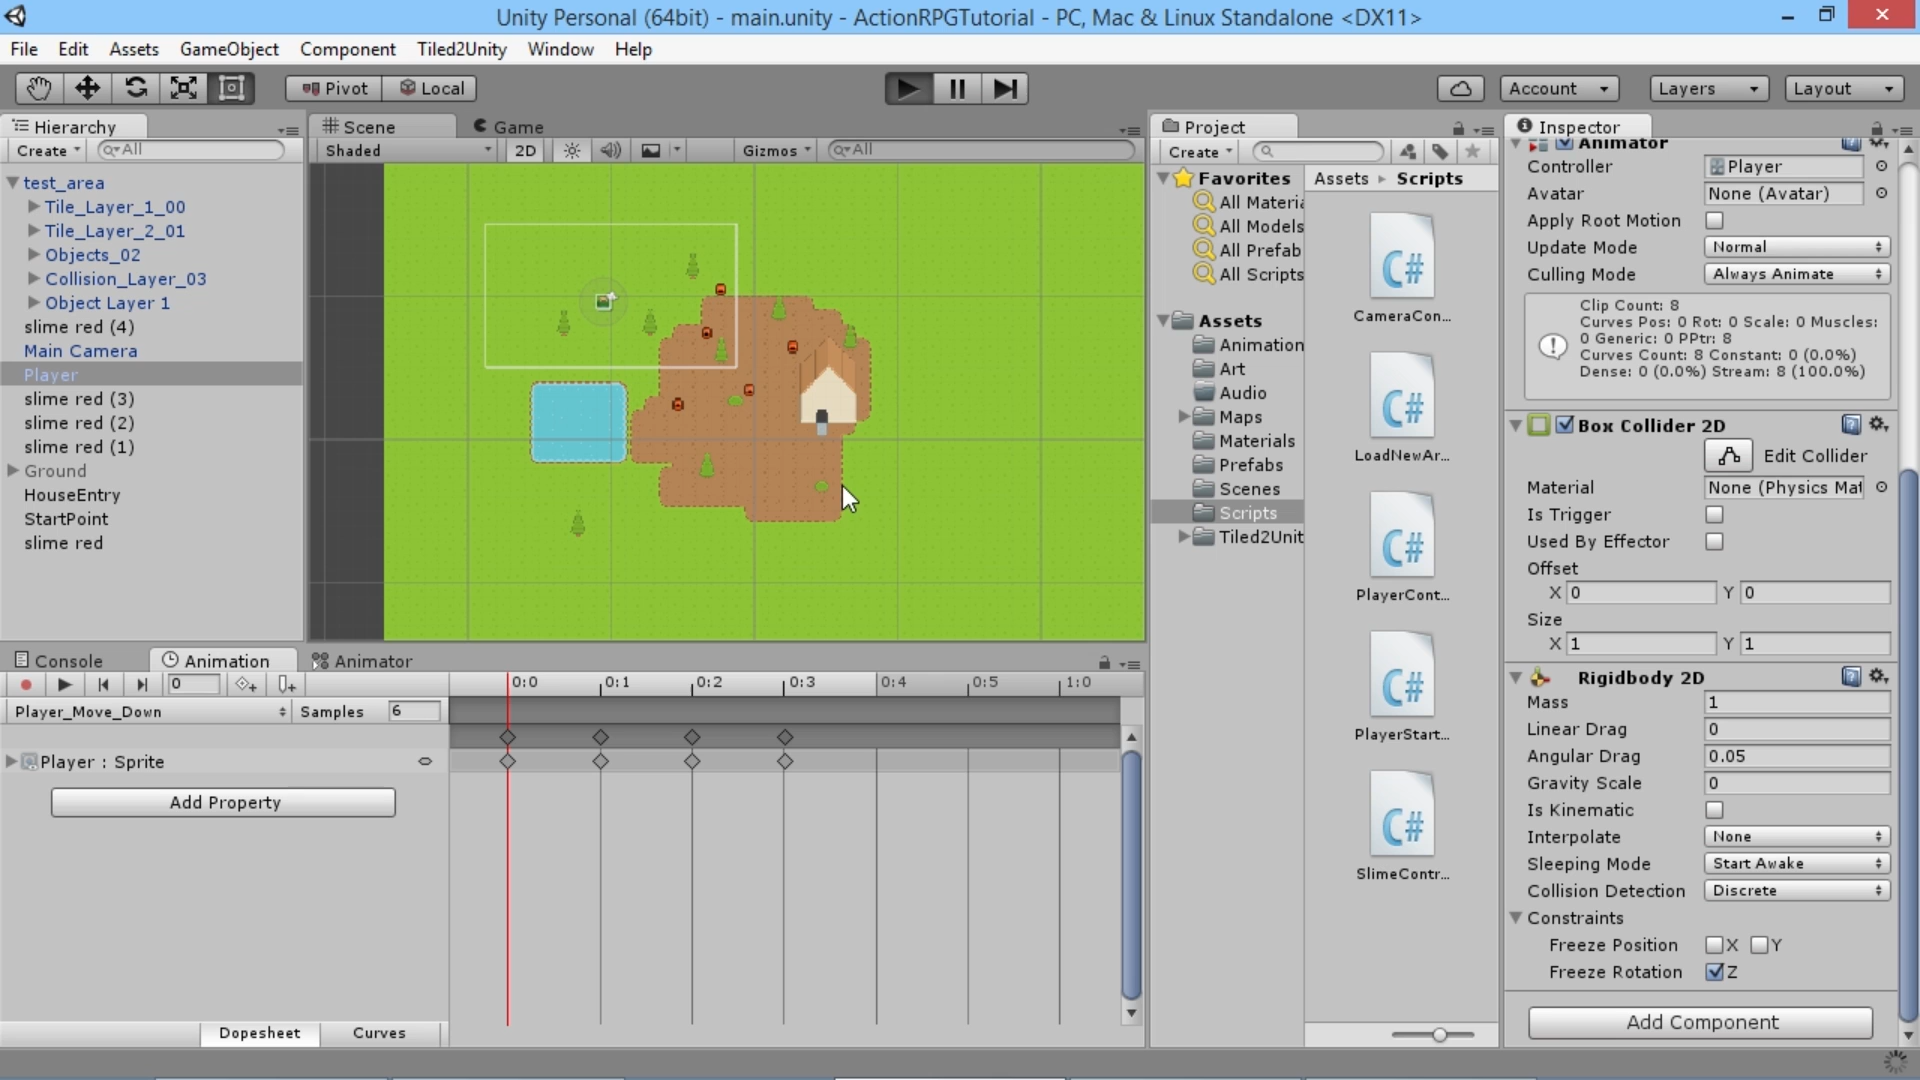 Unity Personal (64bit) - main.unity - ActionRPGTutorial - PC, Mac & Linux Standalone <DX11>
File Edit Assets GameObject Component Tiled2Unity Window Help
Pivot Local Account Layers Layout
Hierarchy
Create All
test_area
Tile_Layer_1_00
Tile_Layer_2_01
Objects_02
Collision_Layer_03
Object Layer 1
slime red (4)
Main Camera
Player
slime red (3)
slime red (2)
slime red (1)
Ground
HouseEntry
StartPoint
slime red
Scene Game
Shaded 2D Gizmos All
Console Animation Animator
0 0:0 0:1 0:2 0:3 0:4 0:5 1:0
Player_Move_Down Samples 6
Player : Sprite
Add Property
Dopesheet Curves
Project
Create
Favorites
All Materia
All Models
All Prefab
All Scripts
Assets
Animation
Art
Audio
Maps
Materials
Prefabs
Scenes
Scripts
Tiled2Unit
Assets Scripts
C#
CameraCon...
C#
LoadNewAr...
C#
PlayerCont...
C#
PlayerStart...
C#
SlimeContr...
Inspector
Animator
Controller Player
Avatar None (Avatar)
Apply Root Motion
Update Mode Normal
Culling Mode Always Animate
Clip Count: 8
Curves Pos: 0 Rot: 0 Scale: 0 Muscles:
0 Generic: 0 PPtr: 8
Curves Count: 8 Constant: 0 (0.0%)
Dense: 0 (0.0%) Stream: 8 (100.0%)
Box Collider 2D
Edit Collider
Material None (Physics Mat
Is Trigger
Used By Effector
Offset
X 0 Y 0
Size
X 1 Y 1
Rigidbody 2D
Mass 1
Linear Drag 0
Angular Drag 0.05
Gravity Scale 0
Is Kinematic
Interpolate None
Sleeping Mode Start Awake
Collision Detection Discrete
Constraints
Freeze Position X Y
Freeze Rotation Z
Add Component